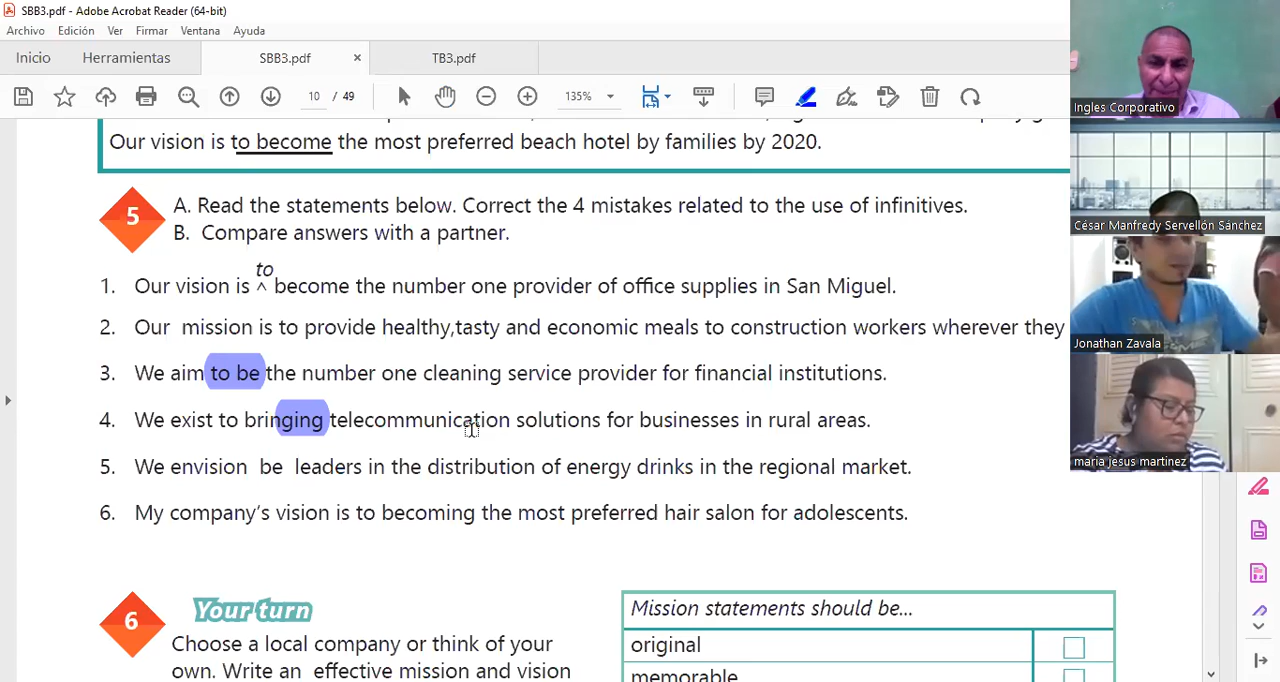 SBB3.pdf - Adobe Acrobat Reader (64-bit)
Archivo Edición Ver Firmar Ventana Ayuda
Inicio Herramientas SBB3.pdf × TB3.pdf
10 / 49 135%
Our vision is to become the most preferred beach hotel by families by 2020.
5
A. Read the statements below. Correct the 4 mistakes related to the use of infinitives.
B. Compare answers with a partner.
to
1. Our vision is ^ become the number one provider of office supplies in San Miguel.
2. Our mission is to provide healthy,tasty and economic meals to construction workers wherever they
3. We aim to be the number one cleaning service provider for financial institutions.
4. We exist to bringing telecommunication solutions for businesses in rural areas.
5. We envision be leaders in the distribution of energy drinks in the regional market.
6. My company's vision is to becoming the most preferred hair salon for adolescents.
6
Your turn
Choose a local company or think of your
own. Write an effective mission and vision
Mission statements should be...
original
memorable
Ingles Corporativo
César Manfredy Servellón Sánchez
Jonathan Zavala
maria jesus martinez